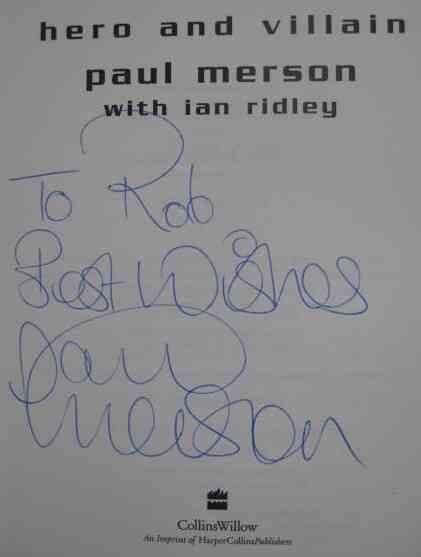 hero and villain
paul merson
with ian ridley
To Rob
Best Wishes
Paul
Merson
CollinsWillow
An Imprint of HarperCollinsPublishers